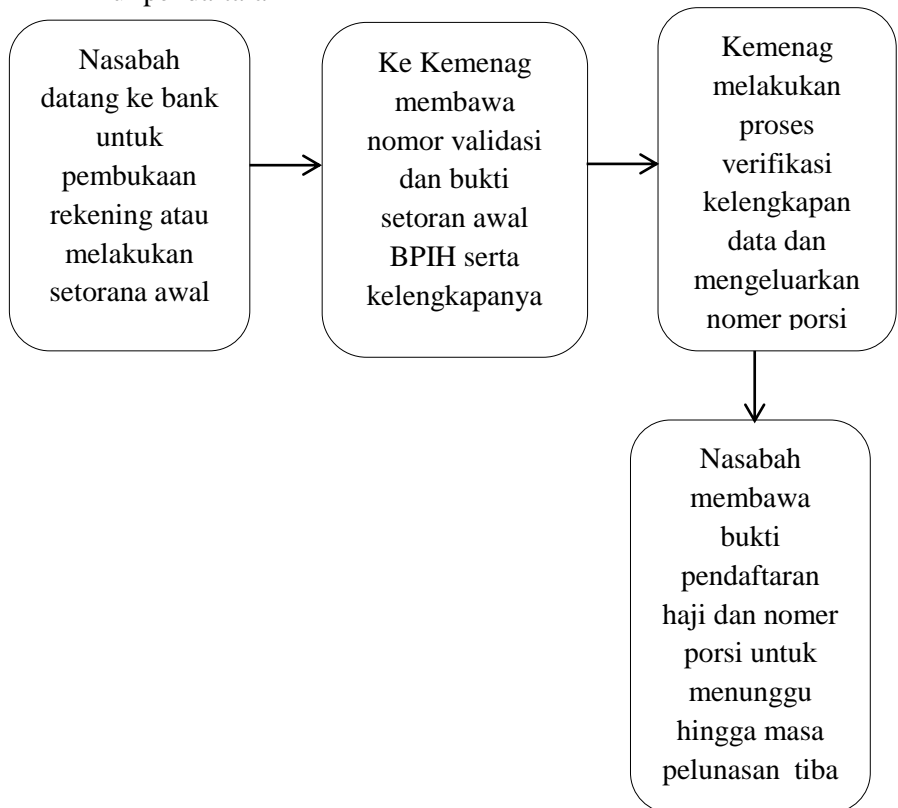 Nasabah
datang ke bank
untuk
pembukaan
rekening atau
melakukan
setorana awal
Ke Kemenag
membawa
nomor validasi
dan bukti
setoran awal
BPIH serta
kelengkapanya
Kemenag
melakukan
proses
verifikasi
kelengkapan
data dan
mengeluarkan
nomer porsi
Nasabah
membawa
bukti
pendaftaran
haji dan nomer
porsi untuk
menunggu
hingga masa
pelunasan tiba